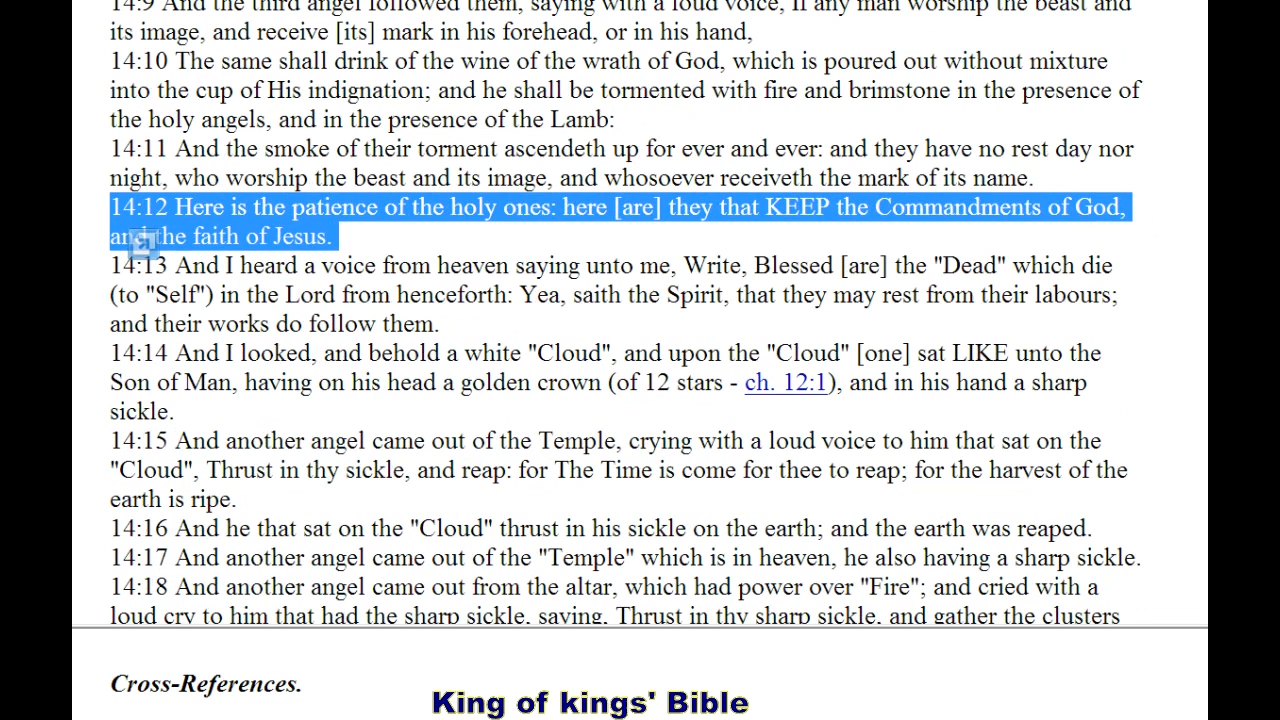 14:9 And the third angel followed them, saying with a loud voice, If any man worship the beast and
its image, and receive [its] mark in his forehead, or in his hand,
14:10 The same shall drink of the wine of the wrath of God, which is poured out without mixture
into the cup of His indignation; and he shall be tormented with fire and brimstone in the presence of
the holy angels, and in the presence of the Lamb:
14:11 And the smoke of their torment ascendeth up for ever and ever: and they have no rest day nor
night, who worship the beast and its image, and whosoever receiveth the mark of its name.
14:12 Here is the patience of the holy ones: here [are] they that KEEP the Commandments of God,
and the faith of Jesus.
14:13 And I heard a voice from heaven saying unto me, Write, Blessed [are] the "Dead" which die
(to "Self") in the Lord from henceforth: Yea, saith the Spirit, that they may rest from their labours;
and their works do follow them.
14:14 And I looked, and behold a white "Cloud", and upon the "Cloud" [one] sat LIKE unto the
Son of Man, having on his head a golden crown (of 12 stars - ch. 12:1), and in his hand a sharp
sickle.
14:15 And another angel came out of the Temple, crying with a loud voice to him that sat on the
"Cloud", Thrust in thy sickle, and reap: for The Time is come for thee to reap; for the harvest of the
earth is ripe.
14:16 And he that sat on the "Cloud" thrust in his sickle on the earth; and the earth was reaped.
14:17 And another angel came out of the "Temple" which is in heaven, he also having a sharp sickle.
14:18 And another angel came out from the altar, which had power over "Fire"; and cried with a
loud cry to him that had the sharp sickle, saying, Thrust in thy sharp sickle, and gather the clusters
Cross-References.
King of kings' Bible